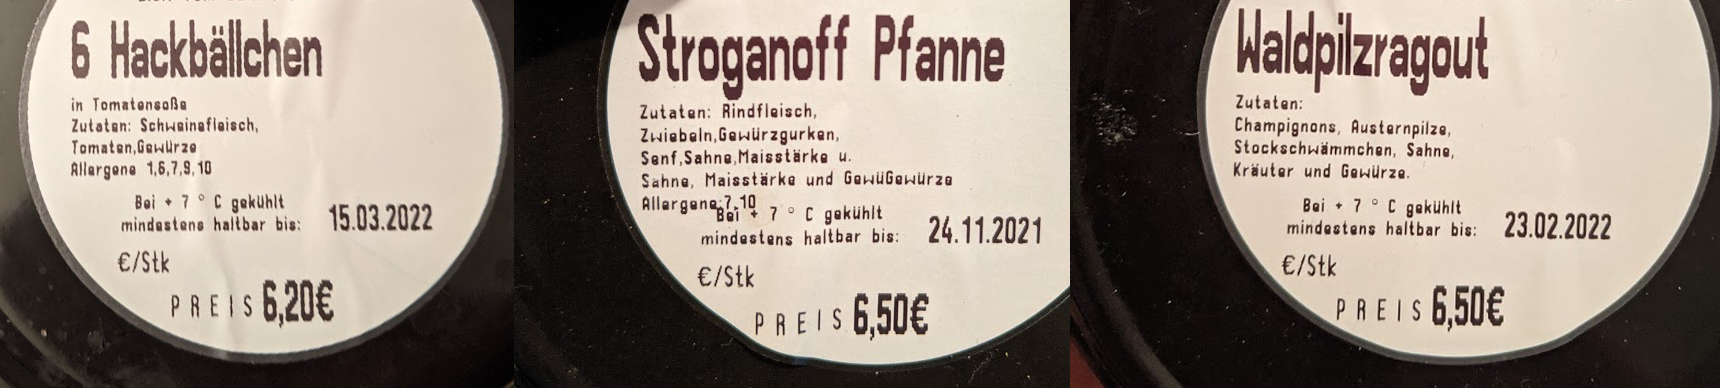 6 Hackbällchen
in Tomatensoße
Zutaten: Schweinefleisch,
Tomaten,Gewürze
Allergene 1,6,7,9,10
Bei + 7 ° C gekühlt
mindestens haltbar bis: 15.03.2022
€/Stk
PREIS 6,20€
Stroganoff Pfanne
Zutaten: Rindfleisch,
Zwiebeln,Gewürzgurken,
Senf,Sahne,Maisstärke u.
Sahne, Maisstärke und GewüGewürze
Allergene:7,10
Bei + 7 ° C gekühlt
mindestens haltbar bis: 24.11.2021
€/Stk
PREIS 6,50€
Waldpilzragout
Zutaten:
Champignons, Austernpilze,
Stockschwämmchen, Sahne,
Kräuter und Gewürze.
Bei + 7 ° C gekühlt
mindestens haltbar bis: 23.02.2022
€/Stk
PREIS 6,50€